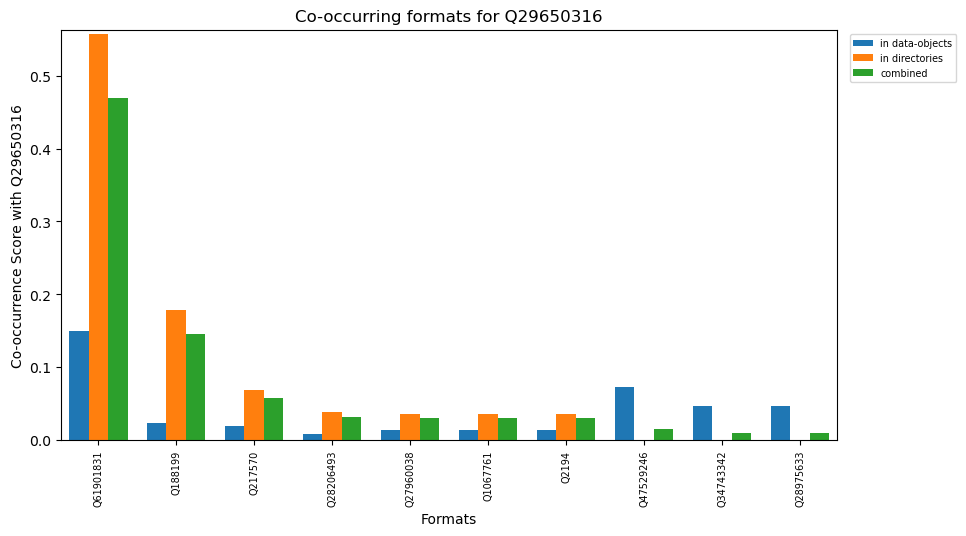 Co-occurring formats for Q29650316
in data-objects
in directories
combined
Co-occurrence Score with Q29650316
0.5
0.4
0.3
0.2
0.1
0.0
Q61901831
Q188199
Q217570
Q28206493
Q27960038
Q1067761
Q2194
Q47529246
Q34743342
Q28975633
Formats